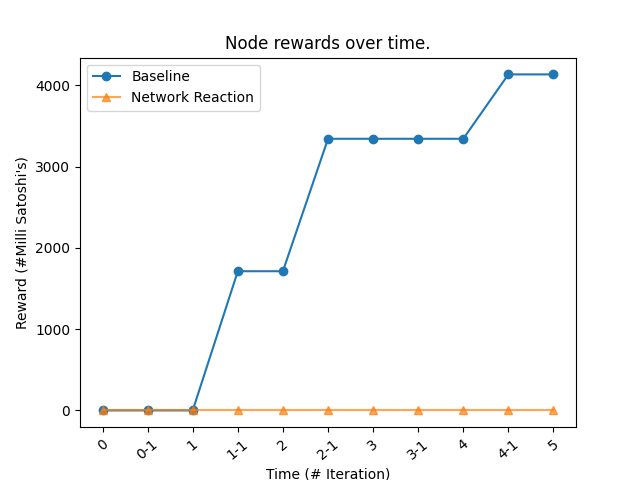 Node rewards over time.
Baseline
Network Reaction
Reward (#Milli Satoshi's)
4000
3000
2000
1000
0
0 0-1 1 1-1 2 2-1 3 3-1 4 4-1 5
Time (# Iteration)